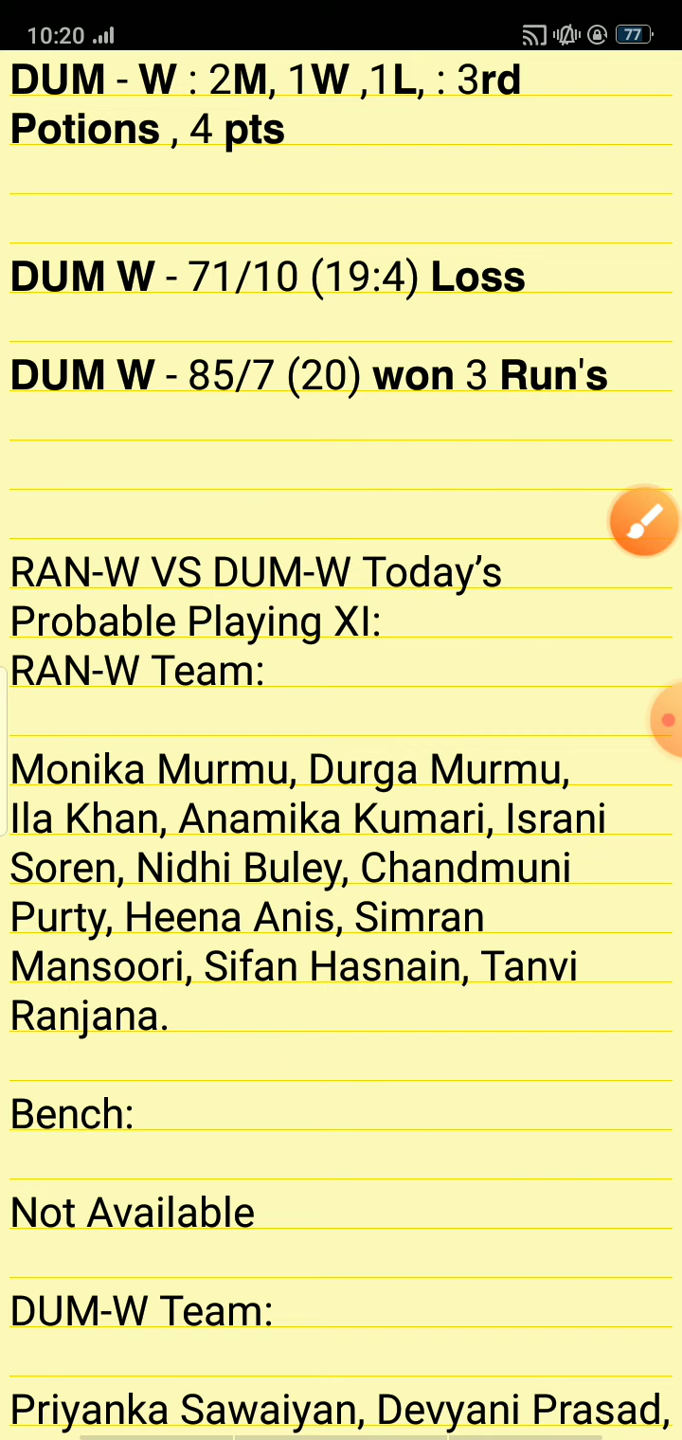 10:20
77
DUM - W : 2M, 1W ,1L, : 3rd
Potions , 4 pts
DUM W - 71/10 (19:4) Loss
DUM W - 85/7 (20) won 3 Run's
RAN-W VS DUM-W Today’s
Probable Playing XI:
RAN-W Team:
Monika Murmu, Durga Murmu,
Ila Khan, Anamika Kumari, Israni
Soren, Nidhi Buley, Chandmuni
Purty, Heena Anis, Simran
Mansoori, Sifan Hasnain, Tanvi
Ranjana.
Bench:
Not Available
DUM-W Team:
Priyanka Sawaiyan, Devyani Prasad,